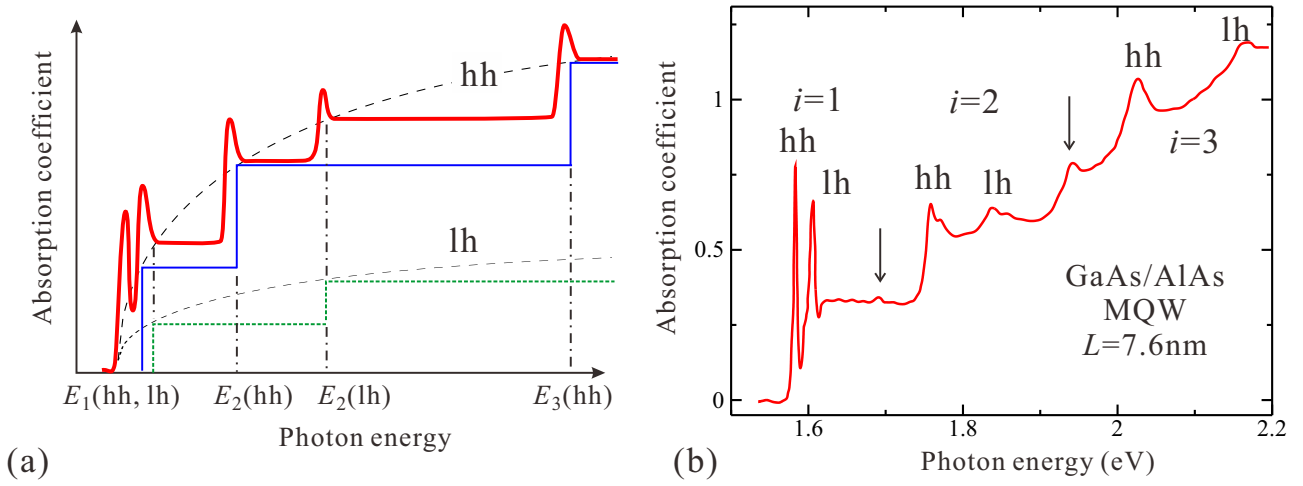 Absorption coefficient
hh
lh
E₁(hh, lh)
E₂(hh)
E₂(lh)
E₃(hh)
Photon energy
(a)
Absorption coefficient
1
0.5
0
i=1
hh
lh
i=2
hh
lh
hh
lh
i=3
GaAs/AlAs
MQW
L=7.6nm
1.6
1.8
2
2.2
Photon energy (eV)
(b)